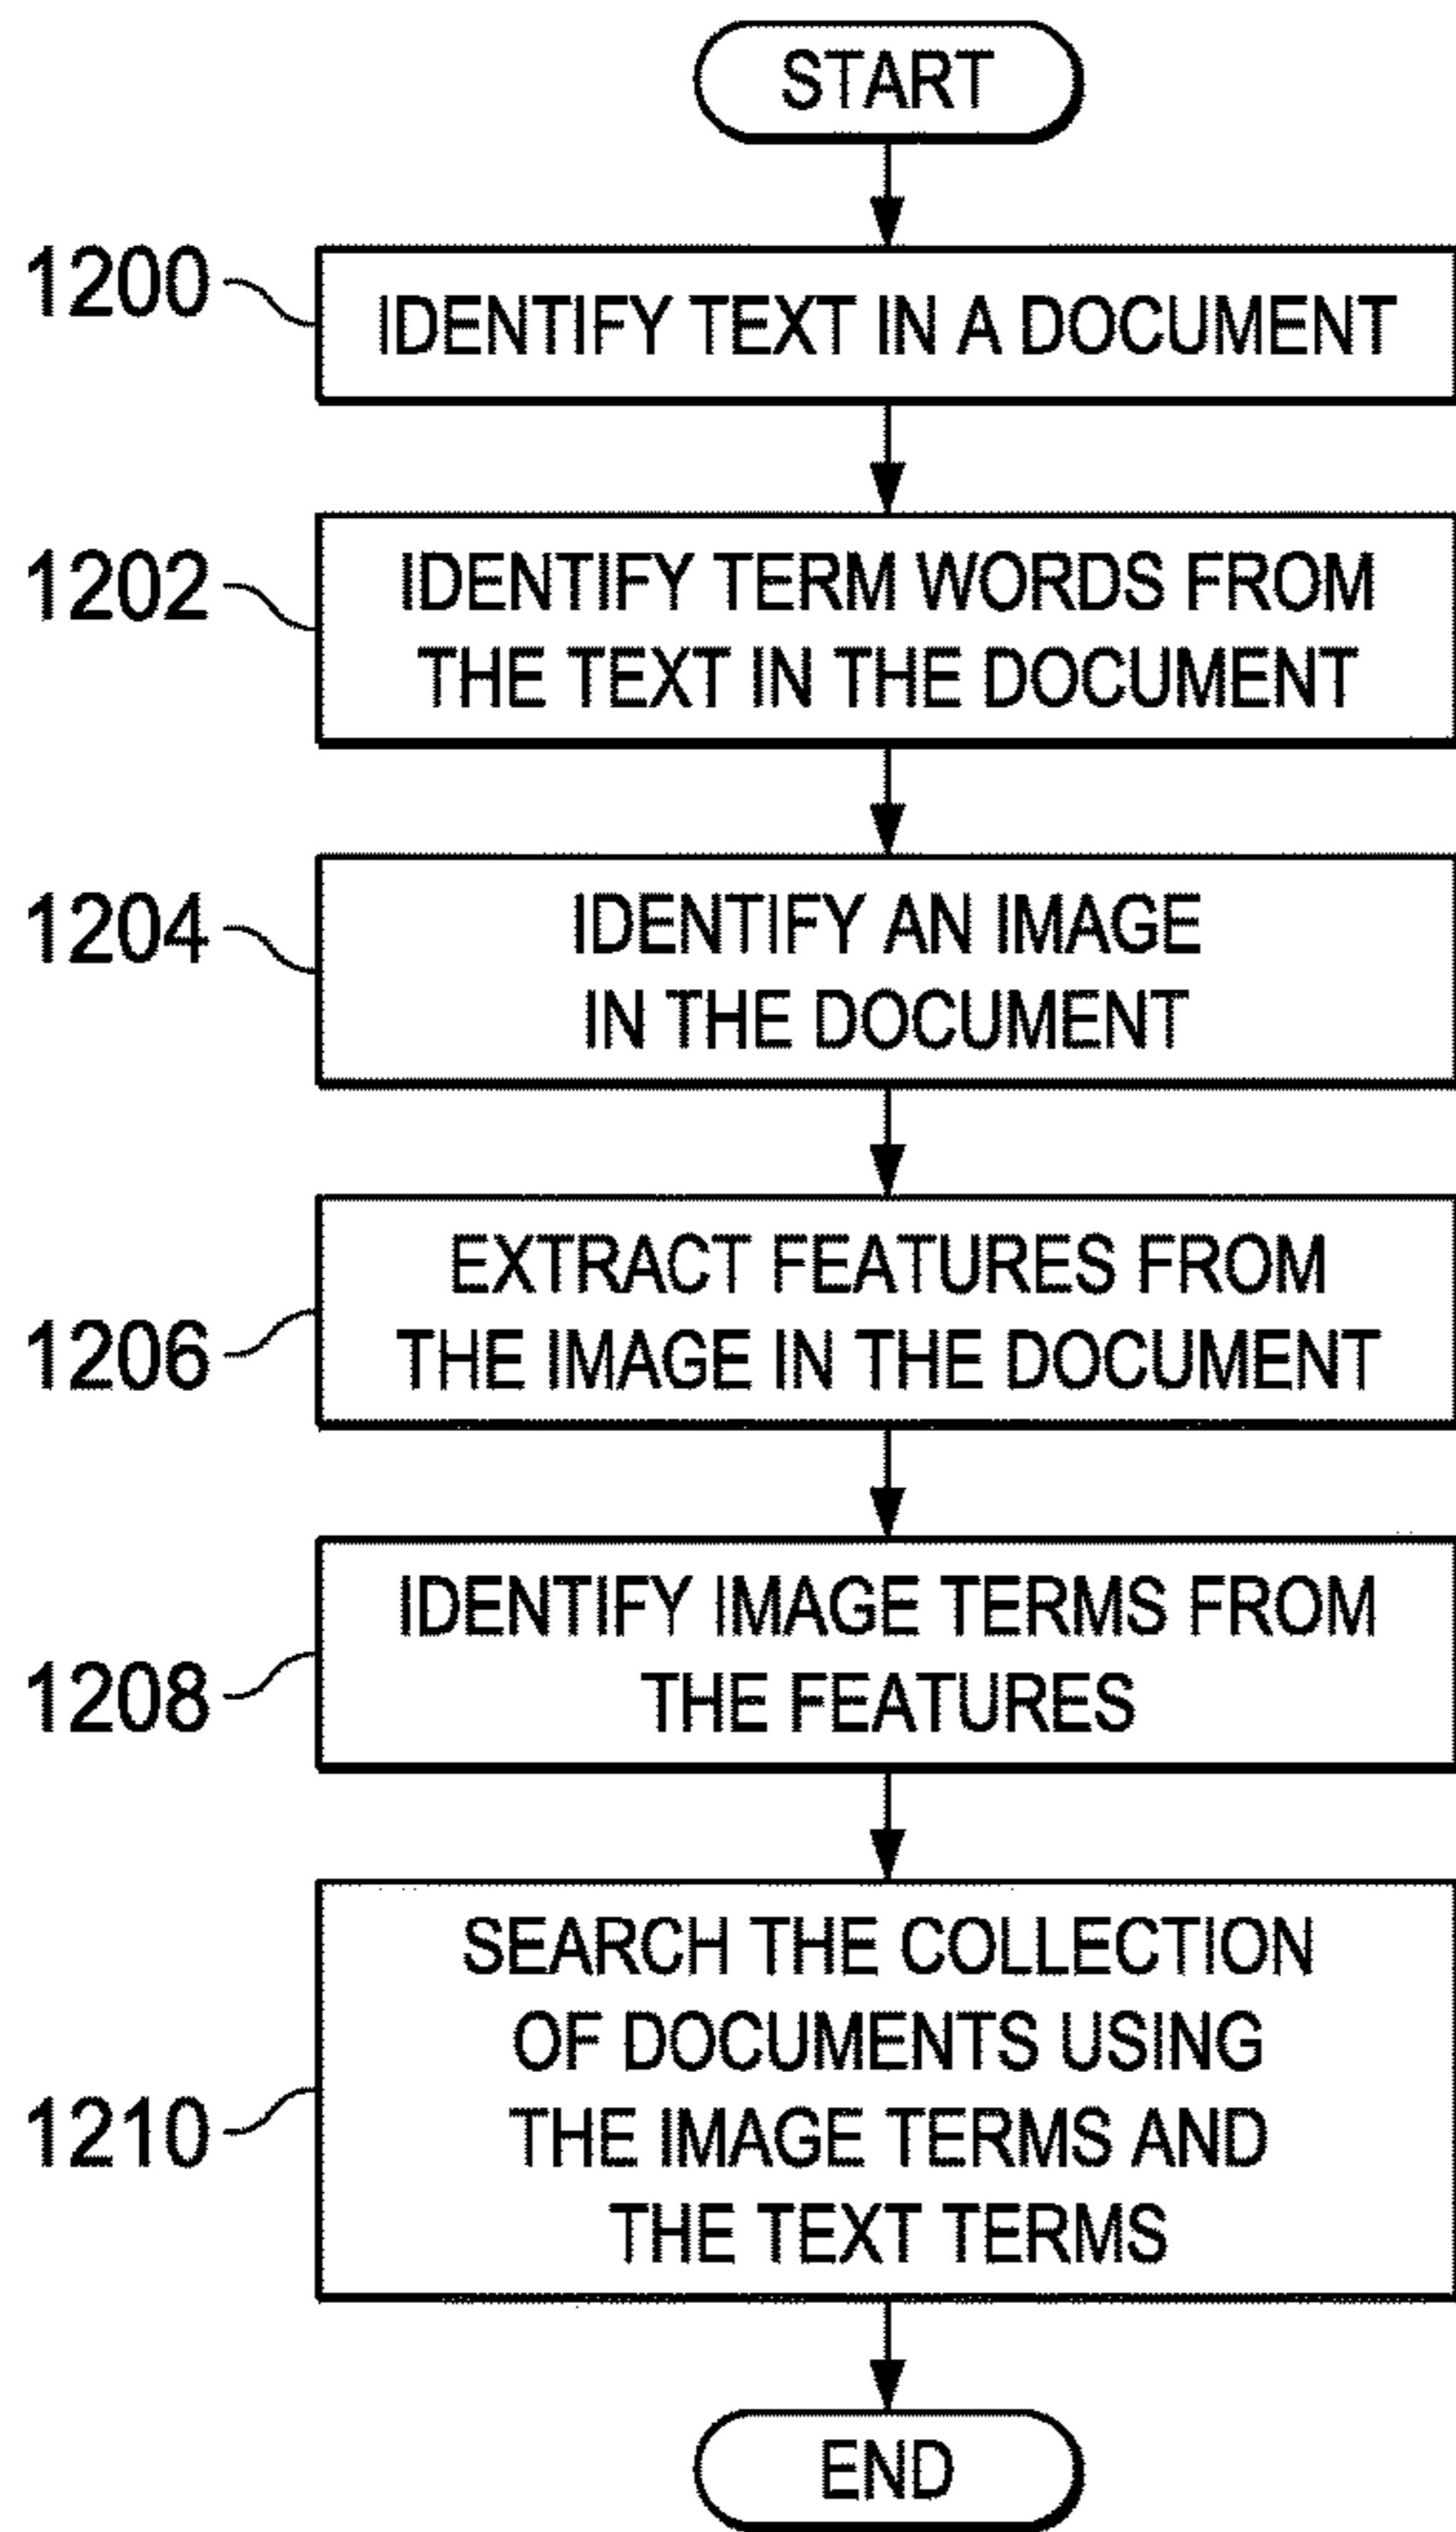 START
1200
IDENTIFY TEXT IN A DOCUMENT
1202
IDENTIFY TERM WORDS FROM
THE TEXT IN THE DOCUMENT
1204
IDENTIFY AN IMAGE
IN THE DOCUMENT
1206
EXTRACT FEATURES FROM
THE IMAGE IN THE DOCUMENT
1208
IDENTIFY IMAGE TERMS FROM
THE FEATURES
1210
SEARCH THE COLLECTION
OF DOCUMENTS USING
THE IMAGE TERMS AND
THE TEXT TERMS
END